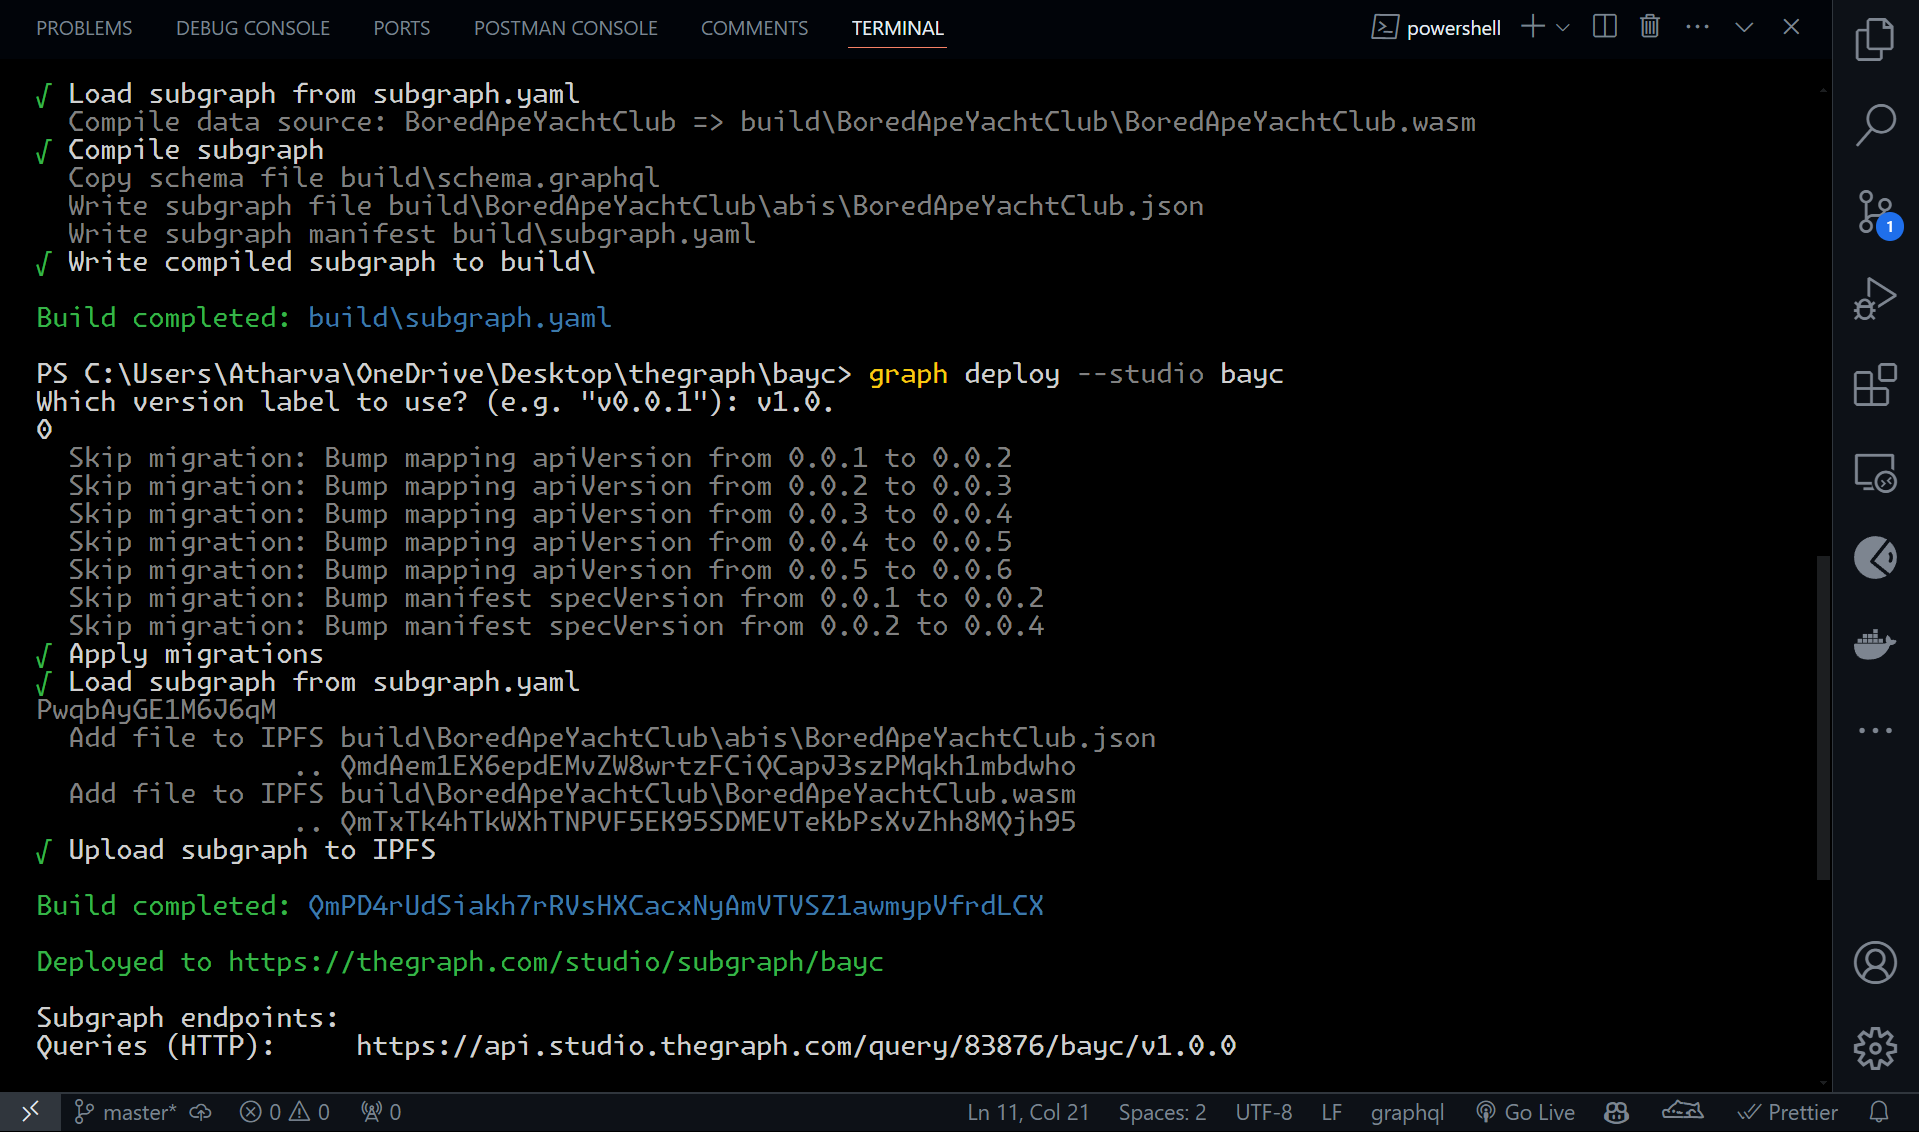 PROBLEMS DEBUG CONSOLE PORTS POSTMAN CONSOLE COMMENTS TERMINAL powershell
√ Load subgraph from subgraph.yaml
Compile data source: BoredApeYachtClub => build\BoredApeYachtClub\BoredApeYachtClub.wasm
√ Compile subgraph
Copy schema file build\schema.graphql
Write subgraph file build\BoredApeYachtClub\abis\BoredApeYachtClub.json
Write subgraph manifest build\subgraph.yaml
√ Write compiled subgraph to build\
Build completed: build\subgraph.yaml
PS C:\Users\Atharva\OneDrive\Desktop\thegraph\bayc> graph deploy --studio bayc
Which version label to use? (e.g. "v0.0.1"): v1.0.
0
Skip migration: Bump mapping apiVersion from 0.0.1 to 0.0.2
Skip migration: Bump mapping apiVersion from 0.0.2 to 0.0.3
Skip migration: Bump mapping apiVersion from 0.0.3 to 0.0.4
Skip migration: Bump mapping apiVersion from 0.0.4 to 0.0.5
Skip migration: Bump mapping apiVersion from 0.0.5 to 0.0.6
Skip migration: Bump manifest specVersion from 0.0.1 to 0.0.2
Skip migration: Bump manifest specVersion from 0.0.2 to 0.0.4
√ Apply migrations
√ Load subgraph from subgraph.yaml
PwqbAyGE1M6J6qM
Add file to IPFS build\BoredApeYachtClub\abis\BoredApeYachtClub.json
.. QmdAem1EX6epdEMvZW8wrtzFCiQCapJ3szPMqkh1mbdwho
Add file to IPFS build\BoredApeYachtClub\BoredApeYachtClub.wasm
.. QmTxTk4hTkWXhTNPVF5EK95SDMEVTeKbPsXvZhh8MQjh95
√ Upload subgraph to IPFS
Build completed: QmPD4rUdSiakh7rRVsHXCacxNyAmVTVSZ1awmypVfrdLCX
Deployed to https://thegraph.com/studio/subgraph/bayc
Subgraph endpoints:
Queries (HTTP): https://api.studio.thegraph.com/query/83876/bayc/v1.0.0
1
master* 0 0 0 Ln 11, Col 21 Spaces: 2 UTF-8 LF graphql Go Live Prettier